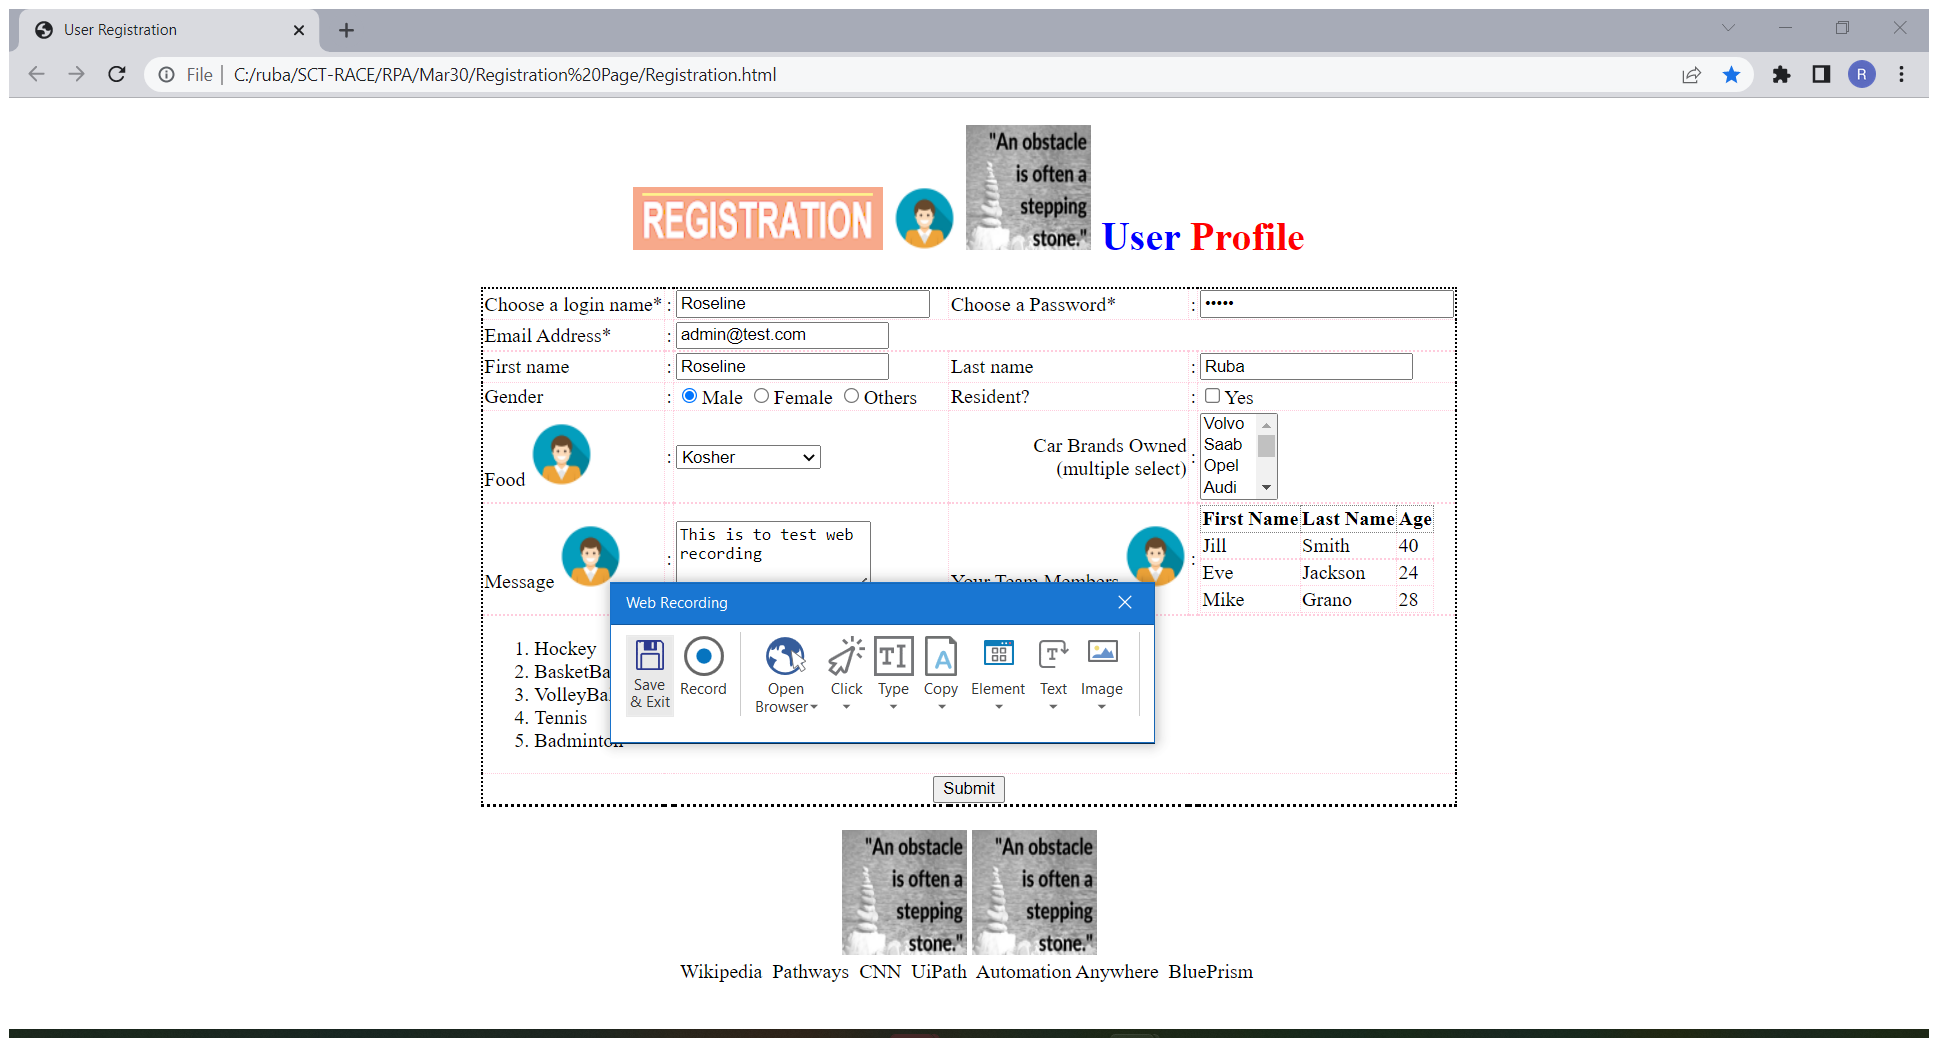 User Registration
File | C:/ruba/SCT-RACE/RPA/Mar30/Registration%20Page/Registration.html
R
REGISTRATION
"An obstacle
is often a
stepping
stone."
User Profile
Choose a login name* : Roseline Choose a Password* : •••••
Email Address* : admin@test.com
First name : Roseline Last name : Ruba
Gender : Male Female Others Resident? : Yes
Food : Kosher Car Brands Owned
(multiple select) :
Volvo
Saab
Opel
Audi
Message : This is to test web
recording
Your Team Members :
First Name Last Name Age
Jill Smith 40
Eve Jackson 24
Mike Grano 28
Web Recording
Save
& Exit
Record
Open
Browser
Click
Type
Copy
Element
Text
Image
1. Hockey
2. BasketBa
3. VolleyBa
4. Tennis
5. Badminton
Submit
"An obstacle
is often a
stepping
stone."
"An obstacle
is often a
stepping
stone."
Wikipedia Pathways CNN UiPath Automation Anywhere BluePrism